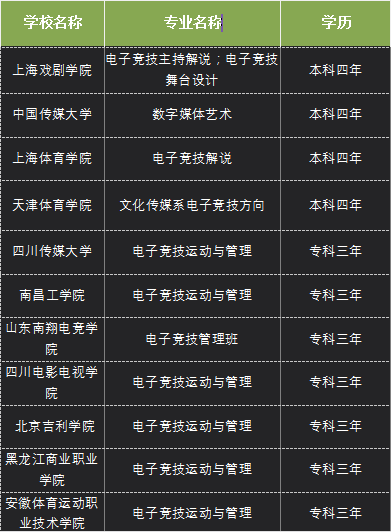 学校名称 专业名称 学历
上海戏剧学院 电子竞技主持解说；电子竞技
舞台设计 本科四年
中国传媒大学 数字媒体艺术 本科四年
上海体育学院 电子竞技解说 本科四年
天津体育学院 文化传媒系电子竞技方向 本科四年
四川传媒大学 电子竞技运动与管理 专科三年
南昌工学院 电子竞技运动与管理 专科三年
山东南翔电竞学
院 电子竞技管理班 专科三年
四川电影电视学
院 电子竞技运动与管理 专科三年
北京吉利学院 电子竞技运动与管理 专科三年
黑龙江商业职业
学院 电子竞技运动与管理 专科三年
安徽体育运动职
业技术学院 电子竞技运动与管理 专科三年